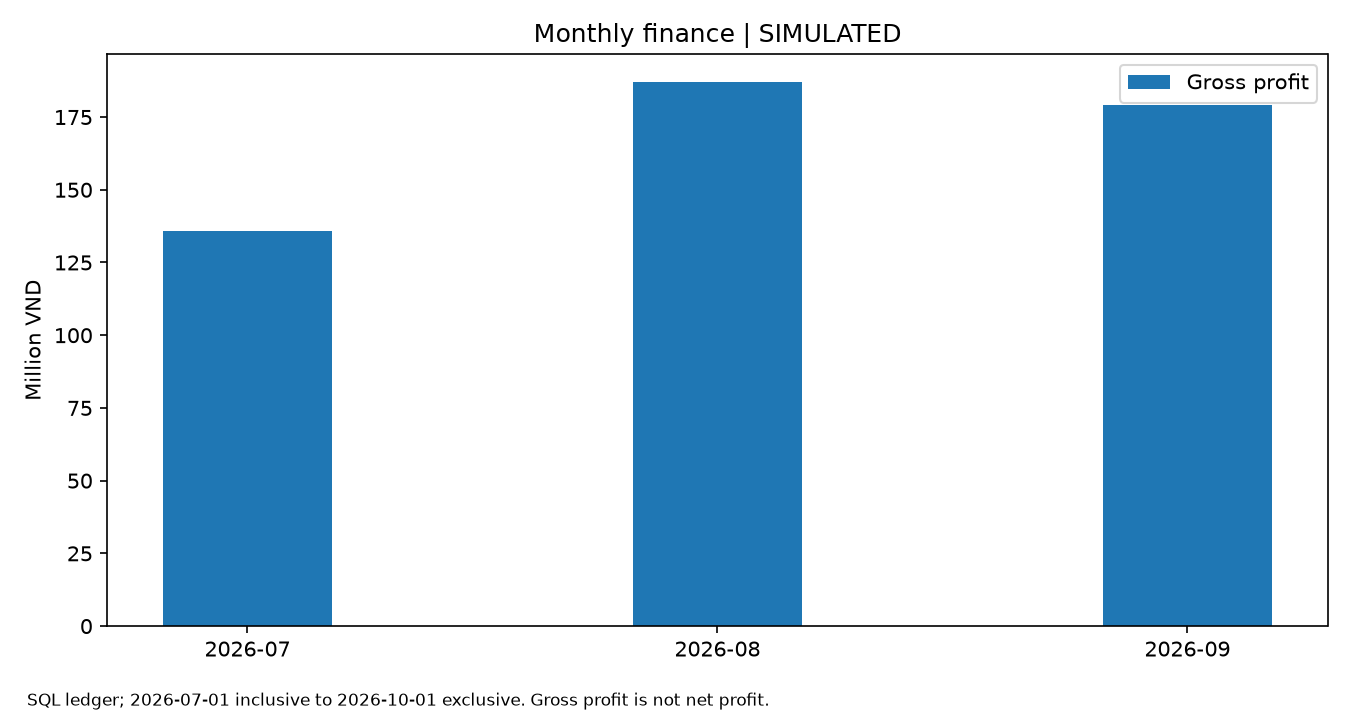 Monthly finance | SIMULATED
Gross profit
Million VND
175
150
125
100
75
50
25
0
2026-07
2026-08
2026-09
SQL ledger; 2026-07-01 inclusive to 2026-10-01 exclusive. Gross profit is not net profit.